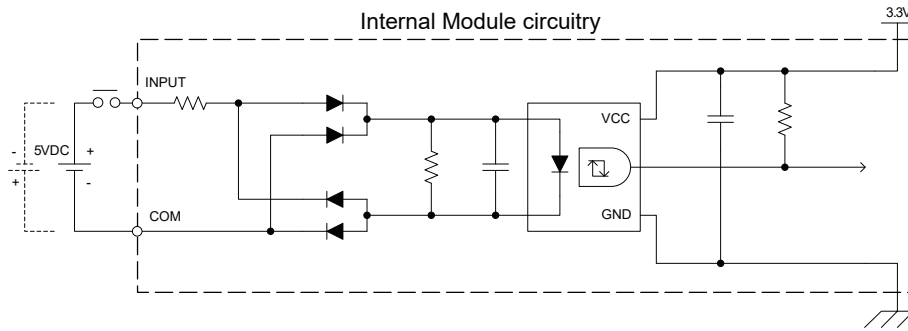 Internal Module circuitry
3.3V
INPUT
VCC
- 5VDC +
+ -
COM
GND